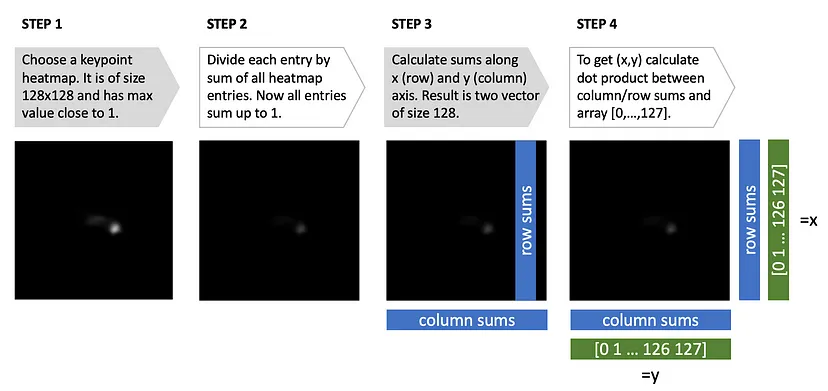 STEP 1
Choose a keypoint
heatmap. It is of size
128x128 and has max
value close to 1.
STEP 2
Divide each entry by
sum of all heatmap
entries. Now all entries
sum up to 1.
STEP 3
Calculate sums along
x (row) and y (column)
axis. Result is two vector
of size 128.
STEP 4
To get (x,y) calculate
dot product between
column/row sums and
array [0,...,127].
row sums
column sums
row sums
[0 1 ... 126 127]
=x
column sums
[0 1 ... 126 127]
=y